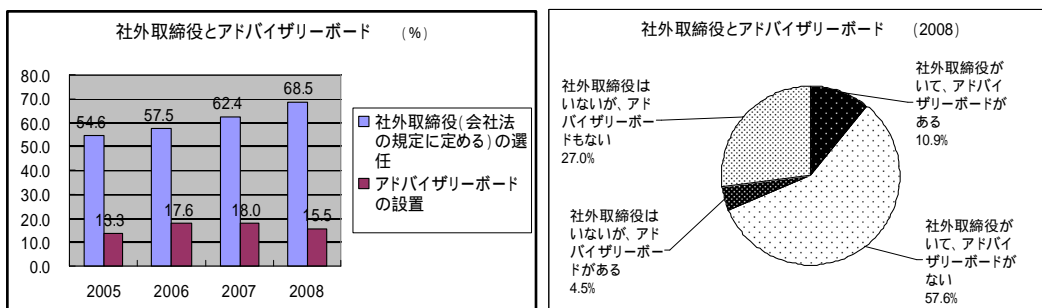 社外取締役とアドバイザリーボード (%)
80.0
70.0
60.0
50.0
40.0
30.0
20.0
10.0
0.0
54.6
57.5
62.4
68.5
13.3
17.6
18.0
15.5
2005
2006
2007
2008
社外取締役(会社法
の規定に定める)の選
任
アドバイザリーボード
の設置
社外取締役とアドバイザリーボード (2008)
社外取締役は
いないが、アド
バイザリーボー
ドもない
27.0%
社外取締役が
いて、アドバイ
ザリーボードが
ある
10.9%
社外取締役は
いないが、アド
バイザリーボー
ドがある
4.5%
社外取締役が
いて、アドバイ
ザリーボードが
ない
57.6%